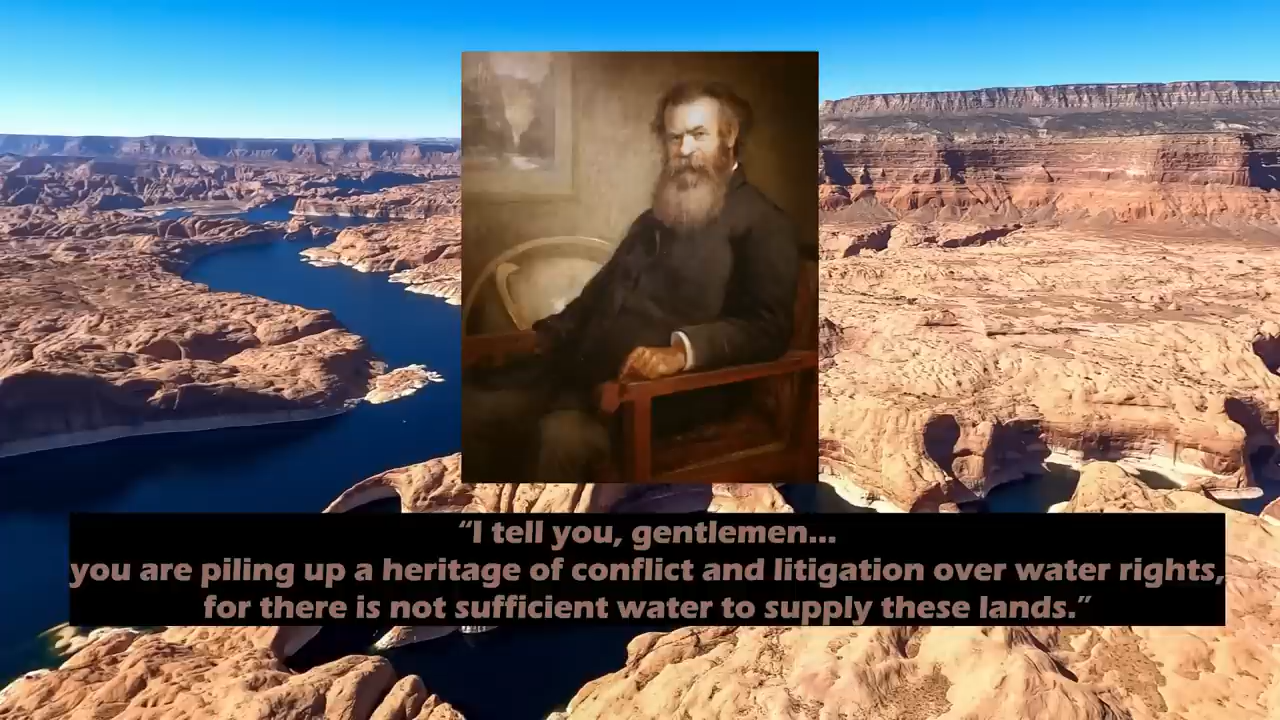 “I tell you, gentlemen...
you are piling up a heritage of conflict and litigation over water rights,
for there is not sufficient water to supply these lands.”